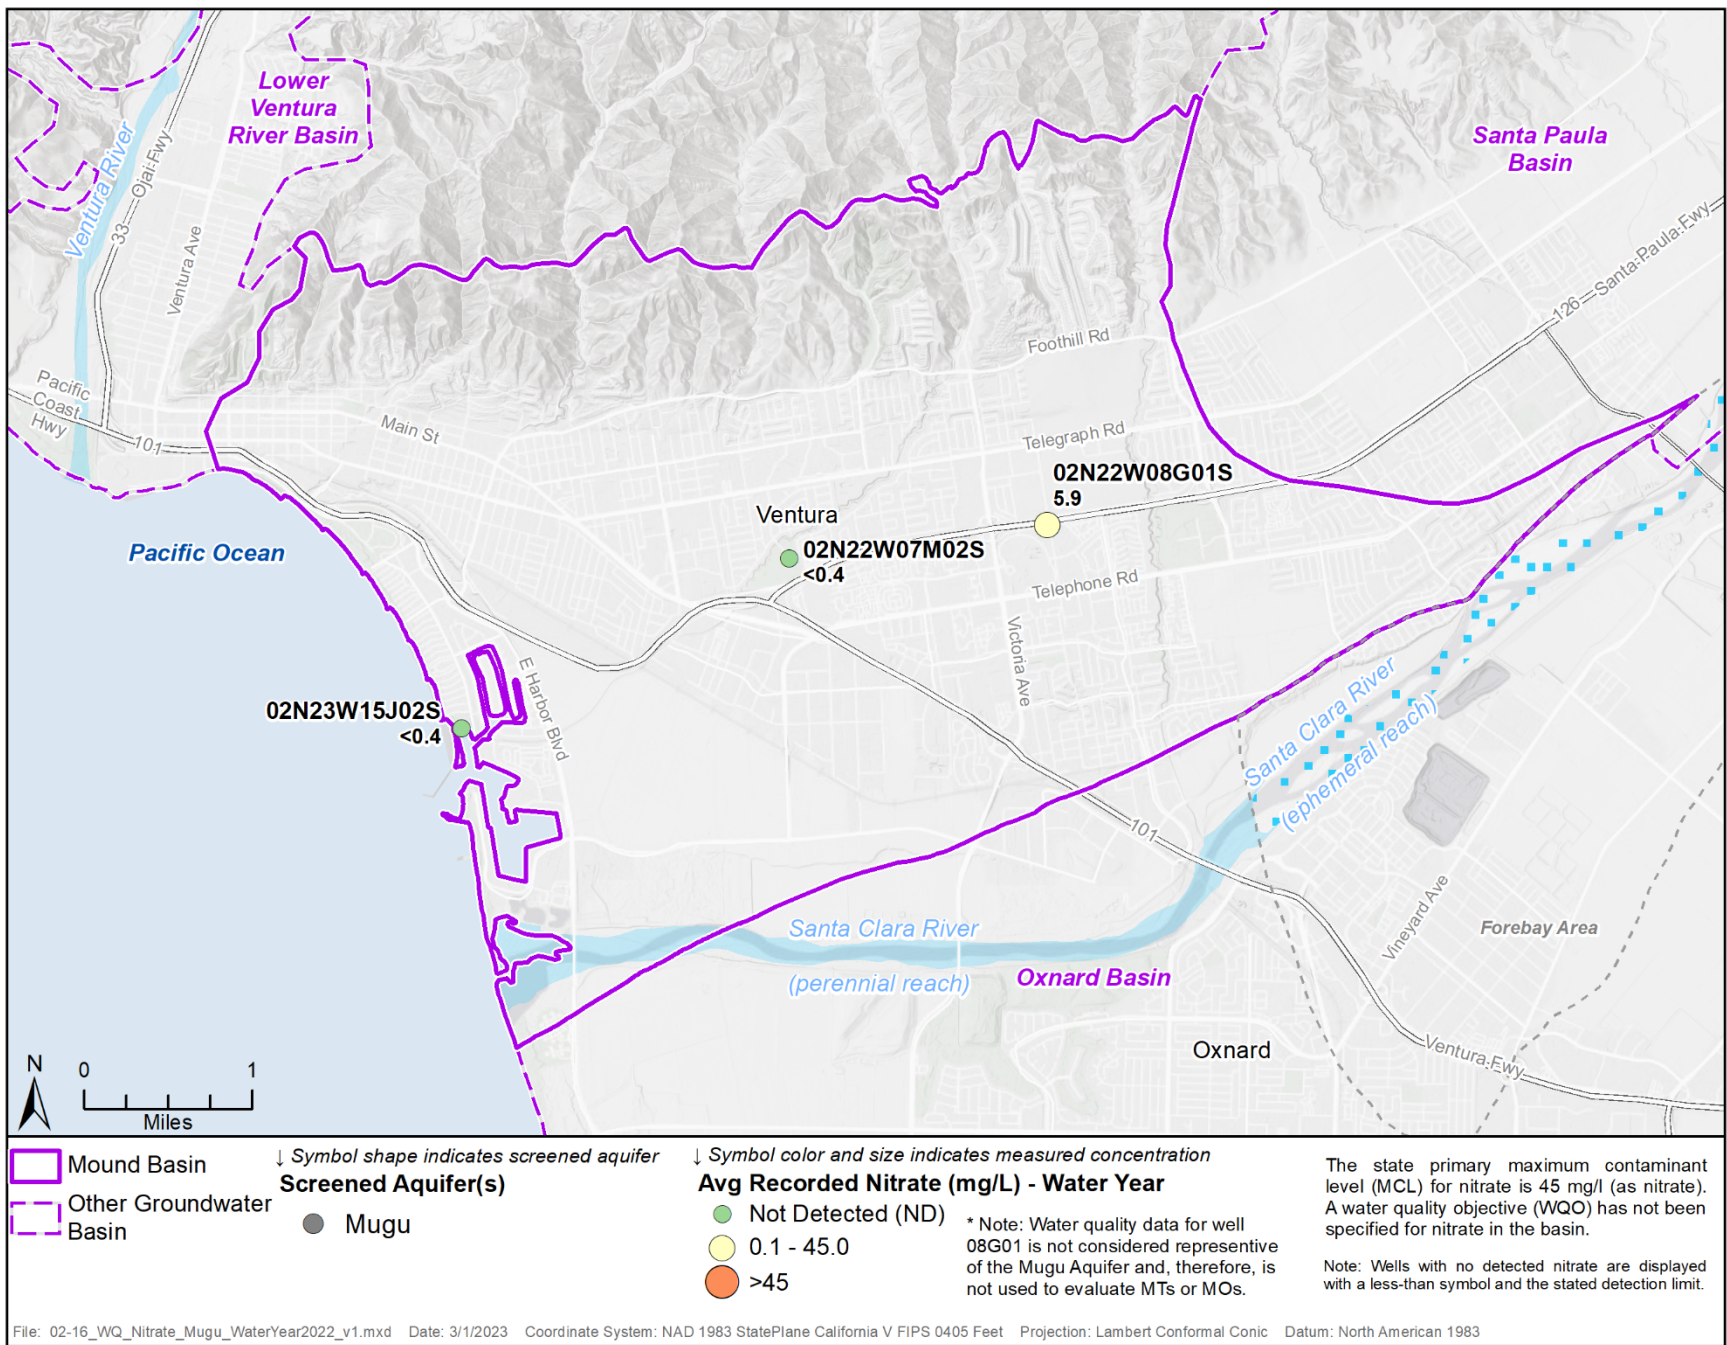 Lower
Ventura
River Basin
Santa Paula
Basin
Ventura River
33
Ojai Fwy
Ventura Ave
126
Santa Paula Fwy
Foothill Rd
Pacific
Coast
Hwy
101
Main St
Telegraph Rd
02N22W08G01S
5.9
Ventura
Pacific Ocean
02N22W07M02S
<0.4
Telephone Rd
Victoria Ave
E Harbor Blvd
02N23W15J02S
<0.4
Santa Clara River
(ephemeral reach)
101
Vineyard Ave
Forebay Area
Santa Clara River
(perennial reach)
Oxnard Basin
Oxnard
Ventura Fwy
N
0 1
Miles
Mound Basin
Other Groundwater
Basin
↓ Symbol shape indicates screened aquifer
Screened Aquifer(s)
Mugu
↓ Symbol color and size indicates measured concentration
Avg Recorded Nitrate (mg/L) - Water Year
Not Detected (ND)
0.1 - 45.0
>45
* Note: Water quality data for well
08G01 is not considered representive
of the Mugu Aquifer and, therefore, is
not used to evaluate MTs or MOs.
The state primary maximum contaminant
level (MCL) for nitrate is 45 mg/l (as nitrate).
A water quality objective (WQO) has not been
specified for nitrate in the basin.
Note: Wells with no detected nitrate are displayed
with a less-than symbol and the stated detection limit.
File: 02-16_WQ_Nitrate_Mugu_WaterYear2022_v1.mxd Date: 3/1/2023 Coordinate System: NAD 1983 StatePlane California V FIPS 0405 Feet Projection: Lambert Conformal Conic Datum: North American 1983